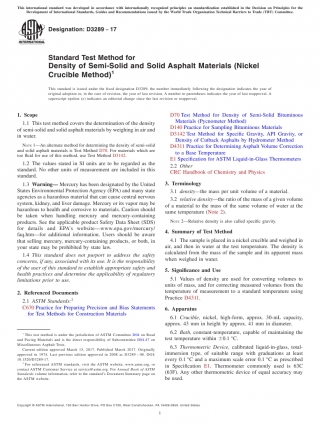 This international standard was developed in accordance with internationally recognized principles on standardization established in the Decision on Principles for the
Development of International Standards, Guides and Recommendations issued by the World Trade Organization Technical Barriers to Trade (TBT) Committee.
Designation: D3289 − 17
INTERNATIONAL
Standard Test Method for
Density of Semi-Solid and Solid Asphalt Materials (Nickel
Crucible Method)1
This standard is issued under the fixed designation D3289; the number immediately following the designation indicates the year of
original adoption or, in the case of revision, the year of last revision. A number in parentheses indicates the year of last reapproval. A
superscript epsilon (ε) indicates an editorial change since the last revision or reapproval.
1. Scope
1.1 This test method covers the determination of the density
of semi-solid and solid asphalt materials by weighing in air and
in water.
NOTE 1—An alternate method for determining the density of semi-solid
and solid asphalt materials is Test Method D70. For materials which are
too fluid for use of this method, use Test Method D3142.
1.2 The values stated in SI units are to be regarded as the
standard. No other units of measurement are included in this
standard.
1.3 Warning—Mercury has been designated by the United
States Environmental Protection Agency (EPA) and many state
agencies as a hazardous material that can cause central nervous
system, kidney, and liver damage. Mercury or its vapor may be
hazardous to health and corrosive to materials. Caution should
be taken when handling mercury and mercury-containing
products. See the applicable product Safety Data Sheet (SDS)
for details and EPA's website—www.epa.gov/mercury/
faq.htm—for additional information. Users should be aware
that selling mercury, mercury-containing products, or both, in
your state may be prohibited by state law.
1.4 This standard does not purport to address the safety
concerns, if any, associated with its use. It is the responsibility
of the user of this standard to establish appropriate safety and
health practices and determine the applicability of regulatory
limitations prior to use.
2. Referenced Documents
2.1 ASTM Standards:2
C670 Practice for Preparing Precision and Bias Statements
for Test Methods for Construction Materials
1 This test method is under the jurisdiction of ASTM Committee D04 on Road
and Paving Materials and is the direct responsibility of Subcommittee D04.47 on
Miscellaneous Asphalt Tests.
Current edition approved March 15, 2017. Published March 2017. Originally
approved in 1974. Last previous edition approved in 2008 as D3289 – 08.
2 For referenced ASTM standards, visit the ASTM website, www.astm.org, or
contact ASTM Customer Service at service@astm.org. For Annual Book of ASTM
Standards volume information, refer to the standard's Document Summary page on
the ASTM website.
D70 Test Method for Density of Semi-Solid Bituminous
Materials (Pycnometer Method)
D140 Practice for Sampling Bituminous Materials
D3142 Test Method for Specific Gravity, API Gravity, or
Density of Cutback Asphalts by Hydrometer Method
D4311 Practice for Determining Asphalt Volume Correction
to a Base Temperature
E1 Specification for ASTM Liquid-in-Glass Thermometers
2.2 Other
CRC Handbook of Chemistry and Physics
3. Terminology
3.1 density—the mass per unit volume of a material.
3.2 relative density—the ratio of the mass of a given volume
of a material to the mass of the same volume of water at the
same temperature (Note 2).
NOTE 2—Relative density is also called specific gravity.
4. Summary of Test Method
4.1 The sample is placed in a nickel crucible and weighed in
air, and then in water at the test temperature. The density is
calculated from the mass of the sample and its apparent mass
when weighed in water.
5. Significance and Use
5.1 Values of density are used for converting volumes to
units of mass, and for correcting measured volumes from the
temperature of measurement to a standard temperature using
Practice D4311.
6. Apparatus
6.1 Crucible, nickel, high-form, approx. 30-mL capacity,
approx. 43 mm in height by approx. 41 mm diameter.
6.2 Bath, constant-temperature, capable of maintaining the
test temperature within ±0.1 °C.
6.3 Thermometric Device, calibrated liquid-in-glass, total-
immersion type, of suitable range with graduations at least
every 0.1 °C and a maximum scale error 0.1 °C as prescribed
in Specification E1. Thermometer commonly used is 63C
(63F). Any other thermometric device of equal accuracy may
be used.
1